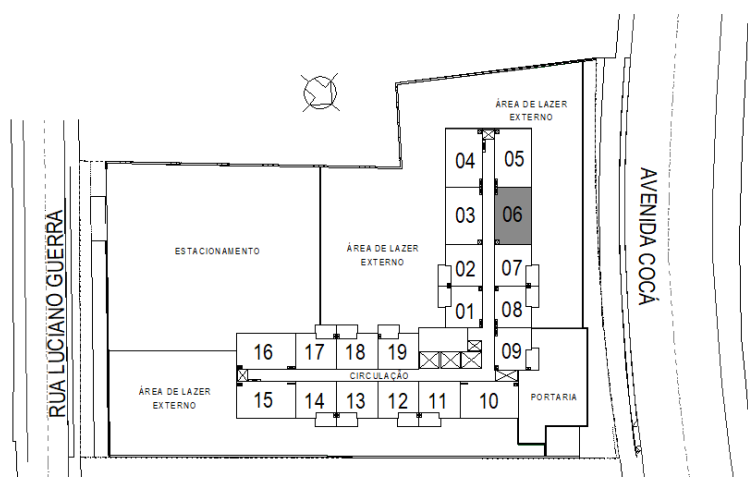 ÁREA DE LAZER
EXTERNO
04
05
03
06
02
07
01
08
09
ESTACIONAMENTO
ÁREA DE LAZER
EXTERNO
RUA LUCIANO GUERRA
AVENIDA COCÁ
16
17
18
19
CIRCULAÇÃO
15
14
13
12
11
10
ÁREA DE LAZER
EXTERNO
PORTARIA